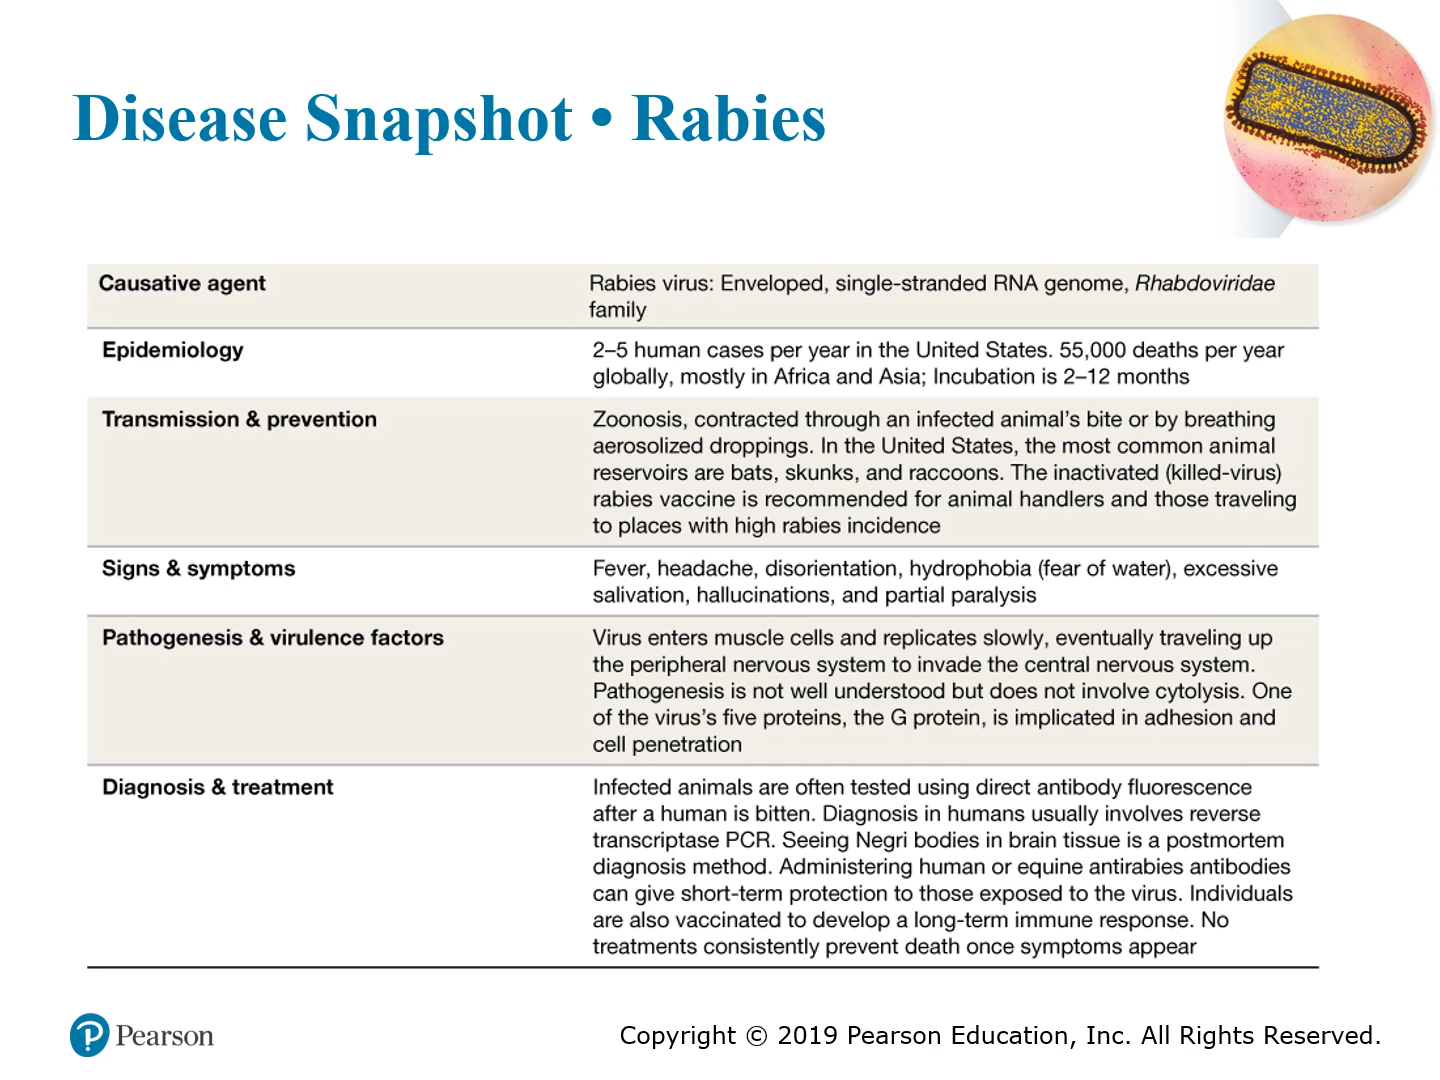 Disease Snapshot • Rabies
Causative agent
Rabies virus: Enveloped, single-stranded RNA genome, Rhabdoviridae
family
Epidemiology
2–5 human cases per year in the United States. 55,000 deaths per year
globally, mostly in Africa and Asia; Incubation is 2–12 months
Transmission & prevention
Zoonosis, contracted through an infected animal's bite or by breathing
aerosolized droppings. In the United States, the most common animal
reservoirs are bats, skunks, and raccoons. The inactivated (killed-virus)
rabies vaccine is recommended for animal handlers and those traveling
to places with high rabies incidence
Signs & symptoms
Fever, headache, disorientation, hydrophobia (fear of water), excessive
salivation, hallucinations, and partial paralysis
Pathogenesis & virulence factors
Virus enters muscle cells and replicates slowly, eventually traveling up
the peripheral nervous system to invade the central nervous system.
Pathogenesis is not well understood but does not involve cytolysis. One
of the virus's five proteins, the G protein, is implicated in adhesion and
cell penetration
Diagnosis & treatment
Infected animals are often tested using direct antibody fluorescence
after a human is bitten. Diagnosis in humans usually involves reverse
transcriptase PCR. Seeing Negri bodies in brain tissue is a postmortem
diagnosis method. Administering human or equine antirabies antibodies
can give short-term protection to those exposed to the virus. Individuals
are also vaccinated to develop a long-term immune response. No
treatments consistently prevent death once symptoms appear
P Pearson
Copyright © 2019 Pearson Education, Inc. All Rights Reserved.